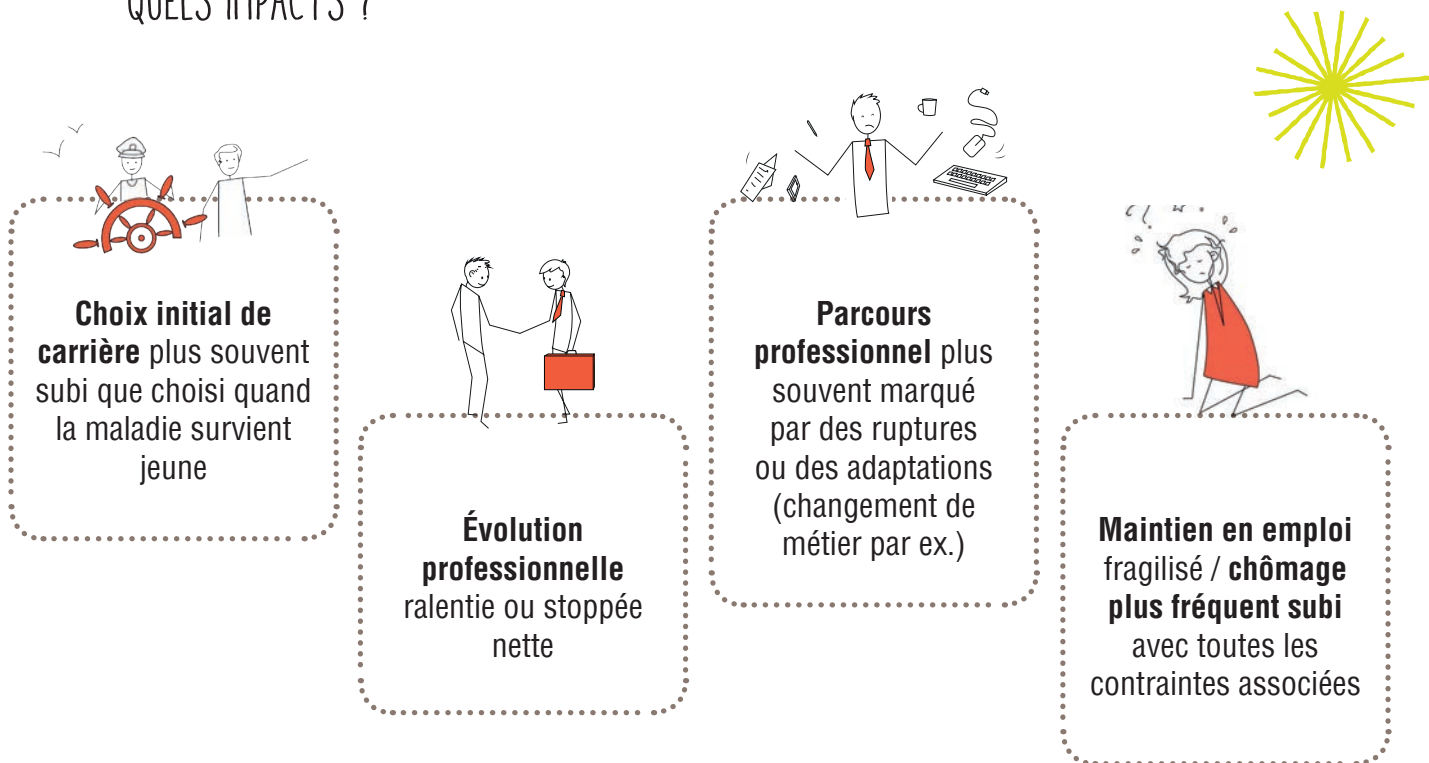 QUELS IMPACTS ?
Choix initial de
carrière plus souvent
subi que choisi quand
la maladie survient
jeune
Évolution
professionnelle
ralentie ou stoppée
nette
Parcours
professionnel plus
souvent marqué
par des ruptures
ou des adaptations
(changement de
métier par ex.)
Maintien en emploi
fragilisé / chômage
plus fréquent subi
avec toutes les
contraintes associées